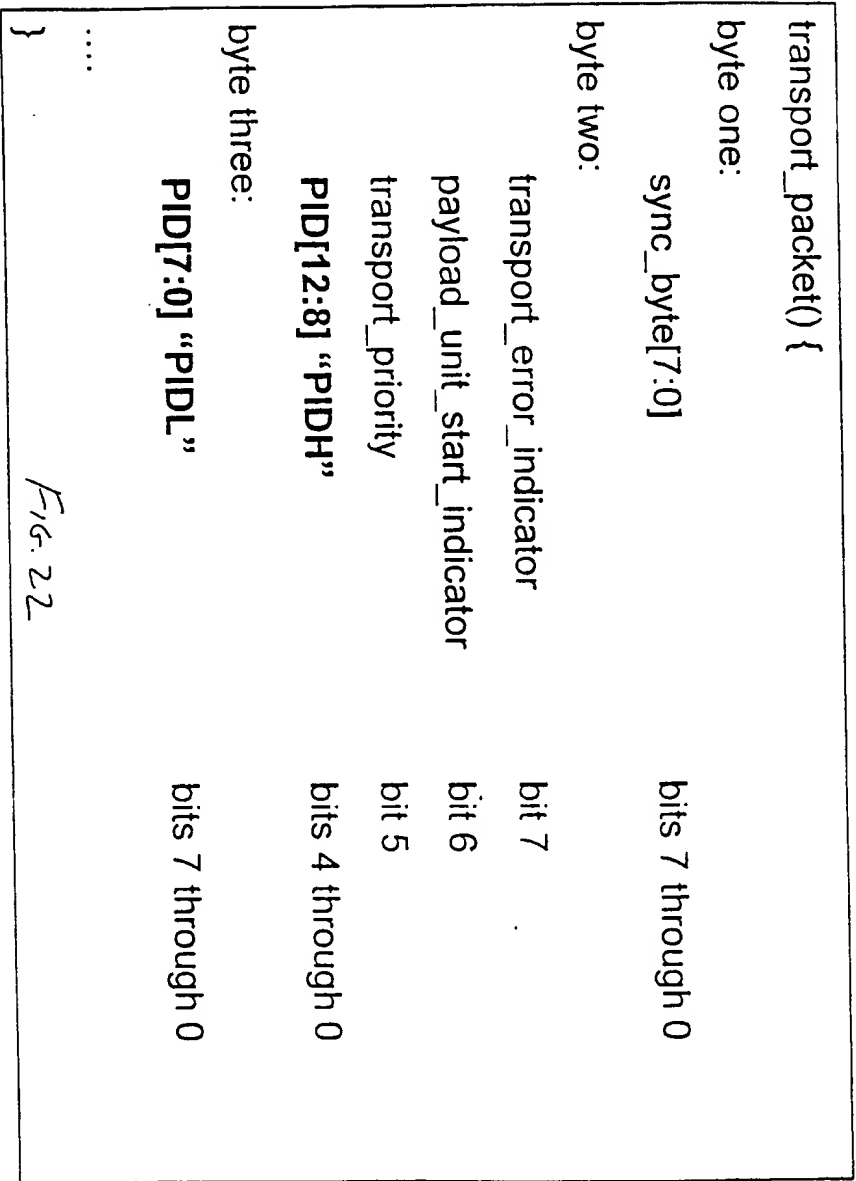 transport_packet() {
byte one:
sync_byte[7:0] bits 7 through 0
byte two:
transport_error_indicator bit 7
payload_unit_start_indicator bit 6
transport_priority bit 5
PID[12:8] “PIDH” bits 4 through 0
byte three:
PID[7:0] “PIDL” bits 7 through 0
....
}
FIG. 22